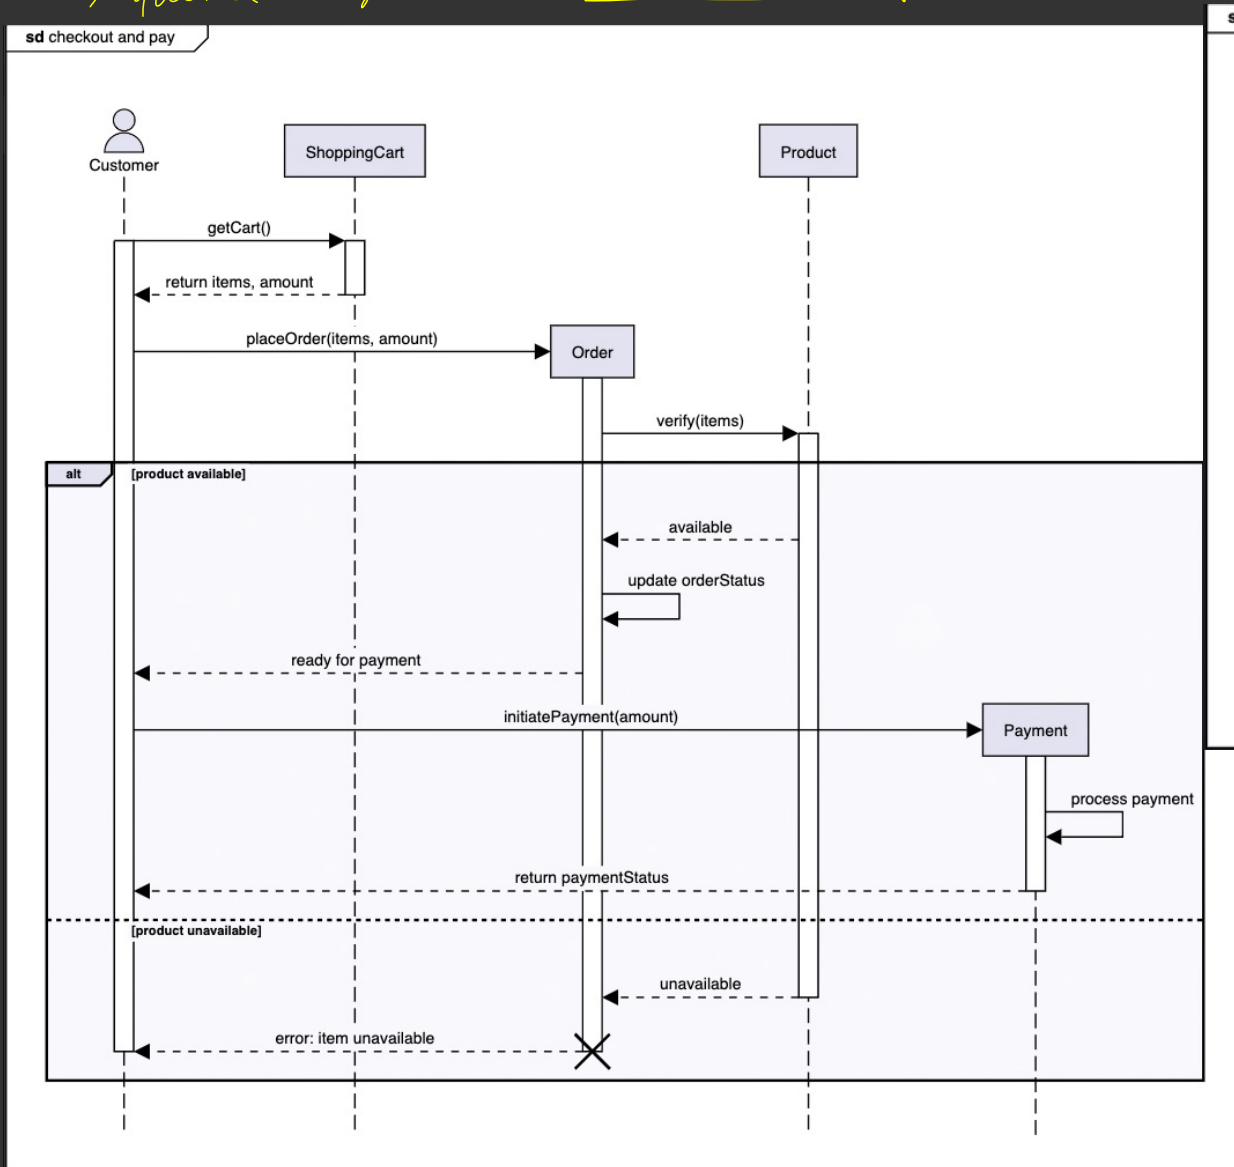 sd checkout and pay
Customer
ShoppingCart
Product
getCart()
return items, amount
placeOrder(items, amount)
Order
verify(items)
alt
[product available]
available
update orderStatus
ready for payment
initiatePayment(amount)
Payment
process payment
return paymentStatus
[product unavailable]
unavailable
error: item unavailable